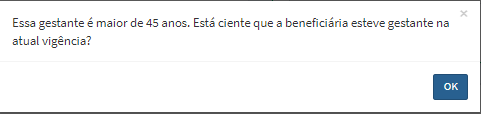 Essa gestante é maior de 45 anos. Está ciente que a beneficiária esteve gestante na
atual vigência?
×
OK